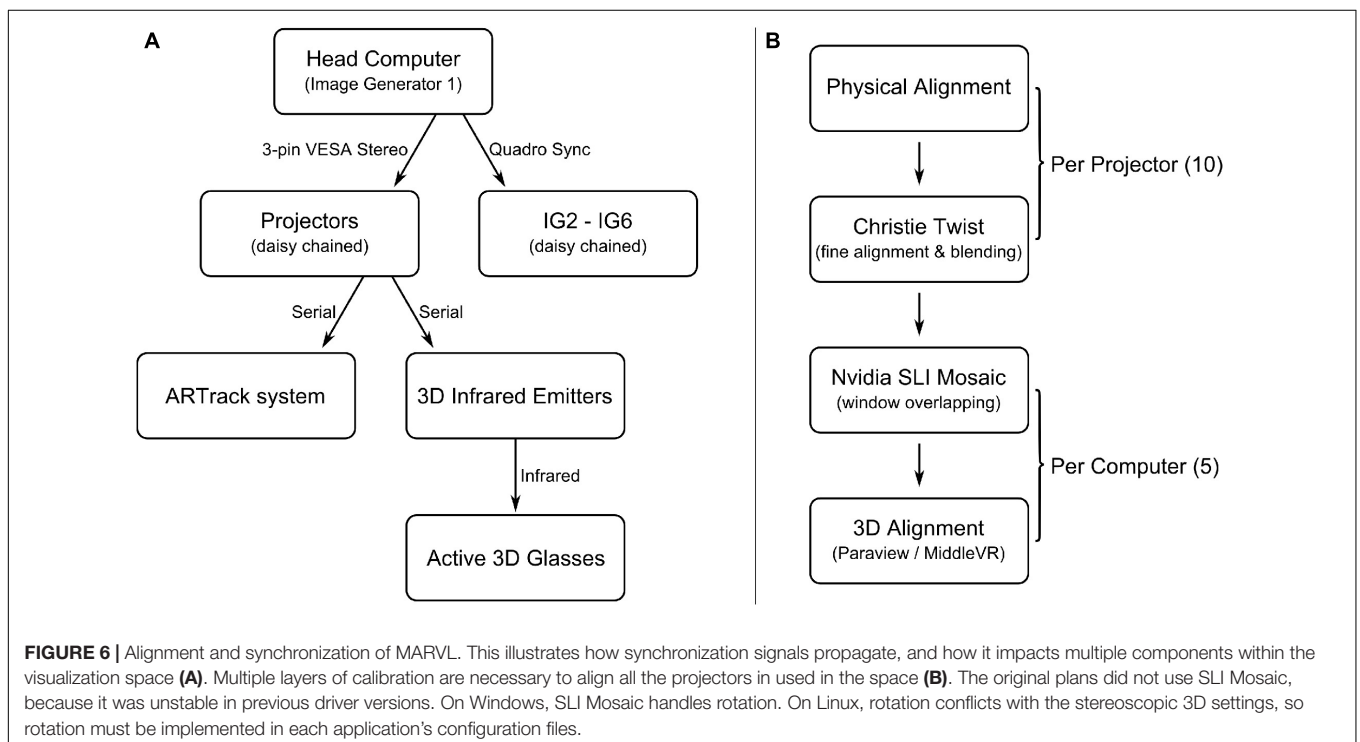 A
Head Computer
(Image Generator 1)
3-pin VESA Stereo
Quadro Sync
Projectors
(daisy chained)
IG2 - IG6
(daisy chained)
Serial
Serial
ARTrack system
3D Infrared Emitters
Infrared
Active 3D Glasses
B
Physical Alignment
Per Projector (10)
Christie Twist
(fine alignment & blending)
Nvidia SLI Mosaic
(window overlapping)
Per Computer (5)
3D Alignment
(Paraview / MiddleVR)
FIGURE 6 | Alignment and synchronization of MARVL. This illustrates how synchronization signals propagate, and how it impacts multiple components within the
visualization space (A). Multiple layers of calibration are necessary to align all the projectors in used in the space (B). The original plans did not use SLI Mosaic,
because it was unstable in previous driver versions. On Windows, SLI Mosaic handles rotation. On Linux, rotation conflicts with the stereoscopic 3D settings, so
rotation must be implemented in each application's configuration files.